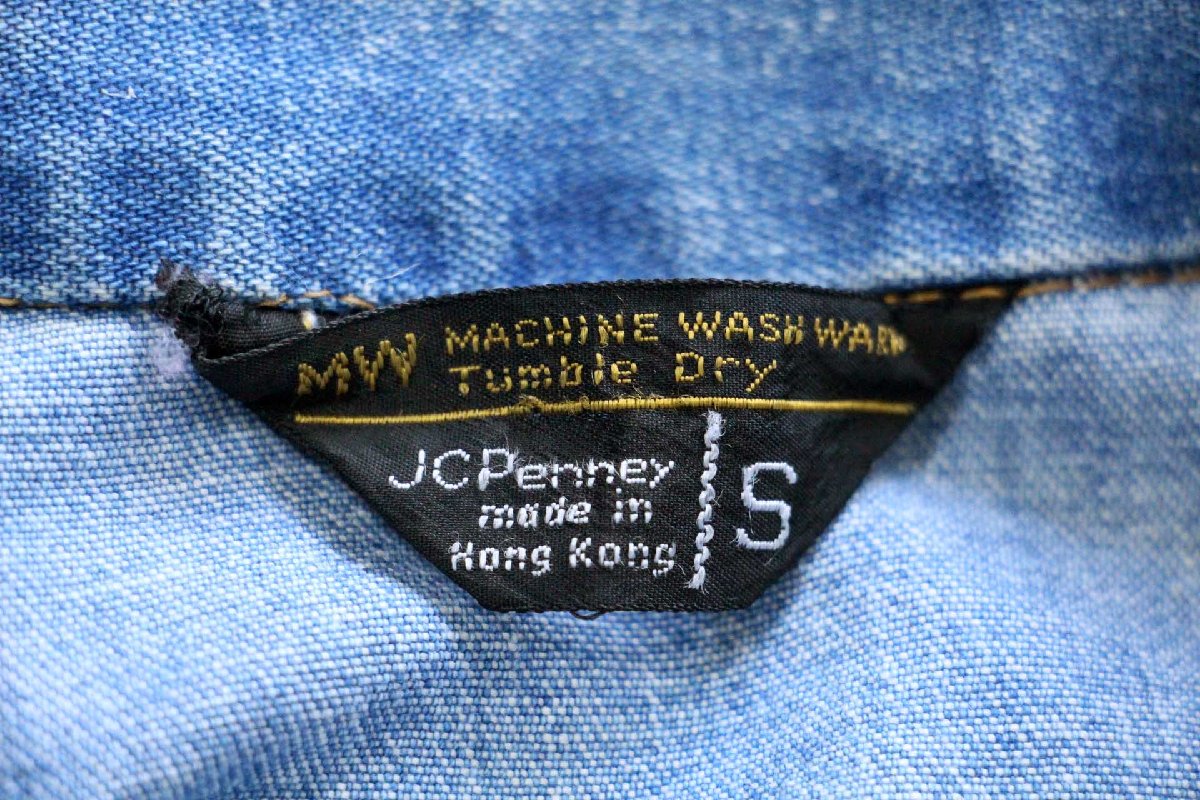 MW MACHINE WASH WARM
Tumble Dry
JCPenney
made in
Hong Kong
S